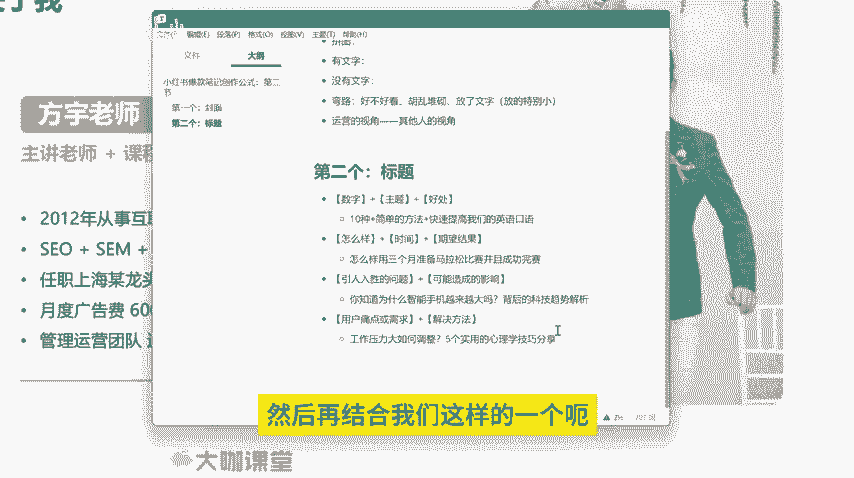 了我
方宇老师
主讲老师 + 课程
• 2012年从事互联
• SEO + SEM +
• 任职上海某龙头
• 月度广告费 600
• 管理运营团队
文件(F) 编辑(E) 段落(P) 格式(O) 视图(V) 主题(T) 帮助(H)
文件 大纲
小红书爆款笔记创作公式：第二节
第一个：封面
第二个：标题
拼图：
• 有文字：
• 没有文字：
• 弯路：好不好看、胡乱堆砌、放了文字（放的特别小）
• 运营的视角——其他人的视角
第二个：标题
• 【数字】+【主题】+【好处】
○ 10种+简单的方法+快速提高我们的英语口语
• 【怎么样】+【时间】+【期望结果】
○ 怎么样用三个月准备马拉松比赛并且成功完赛
• 【引人入胜的问题】+【可能造成的影响】
○ 你知道为什么智能手机越来越大吗？背后的科技趋势解析
• 【用户痛点或需求】+【解决方法】
○ 工作压力大如何调整？5个实用的心理学技巧分享
然后再结合我们这样的一个呃
大咖课堂